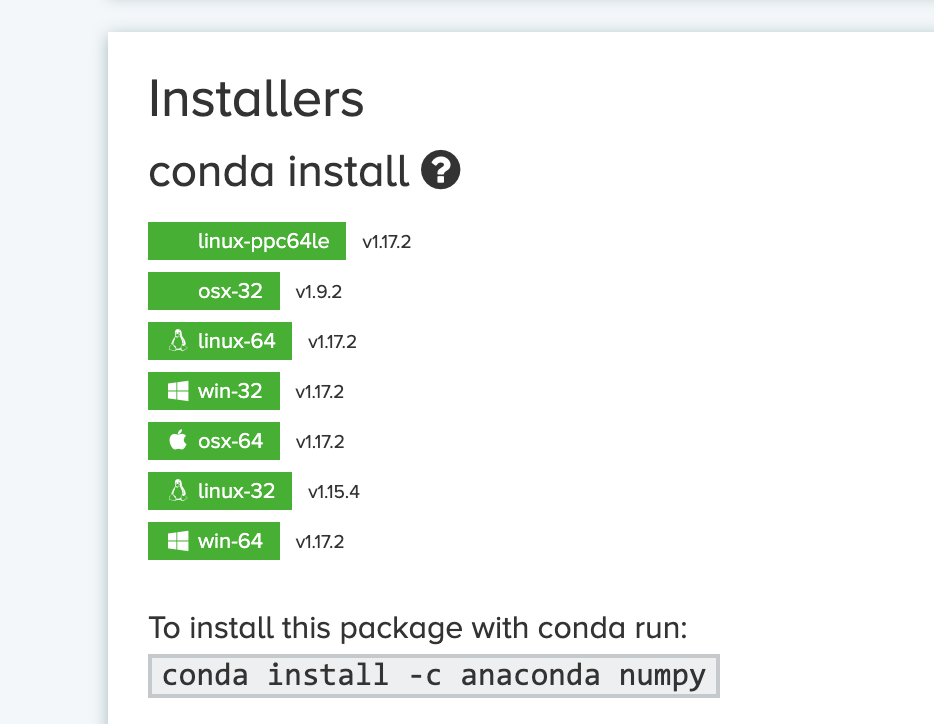 Installers
conda install ?
linux-ppc64le v1.17.2
osx-32 v1.9.2
linux-64 v1.17.2
win-32 v1.17.2
osx-64 v1.17.2
linux-32 v1.15.4
win-64 v1.17.2
To install this package with conda run:
conda install -c anaconda numpy